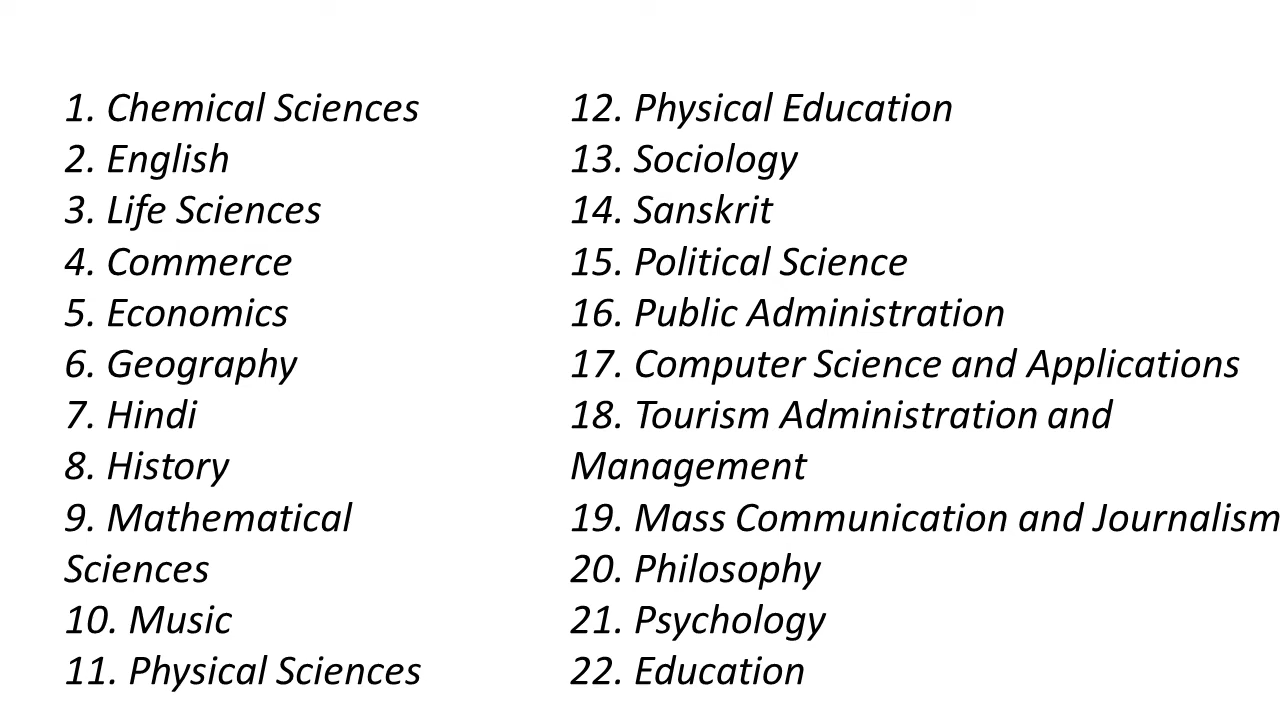 1. Chemical Sciences
2. English
3. Life Sciences
4. Commerce
5. Economics
6. Geography
7. Hindi
8. History
9. Mathematical
Sciences
10. Music
11. Physical Sciences
12. Physical Education
13. Sociology
14. Sanskrit
15. Political Science
16. Public Administration
17. Computer Science and Applications
18. Tourism Administration and
Management
19. Mass Communication and Journalism
20. Philosophy
21. Psychology
22. Education